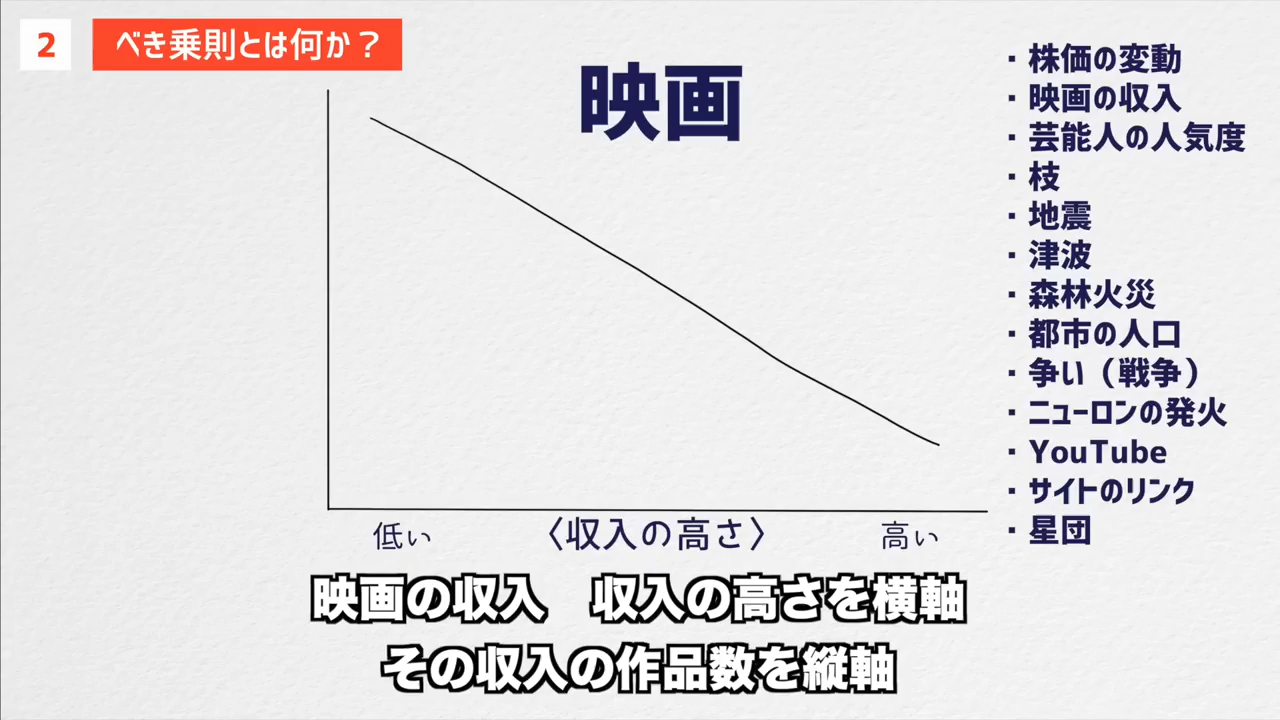 2
べき乗則とは何か？
映画
・株価の変動
・映画の収入
・芸能人の人気度
・枝
・地震
・津波
・森林火災
・都市の人口
・争い（戦争）
・ニューロンの発火
・YouTube
・サイトのリンク
・星団
低い 〈収入の高さ〉 高い
映画の収入　収入の高さを横軸
その収入の作品数を縦軸